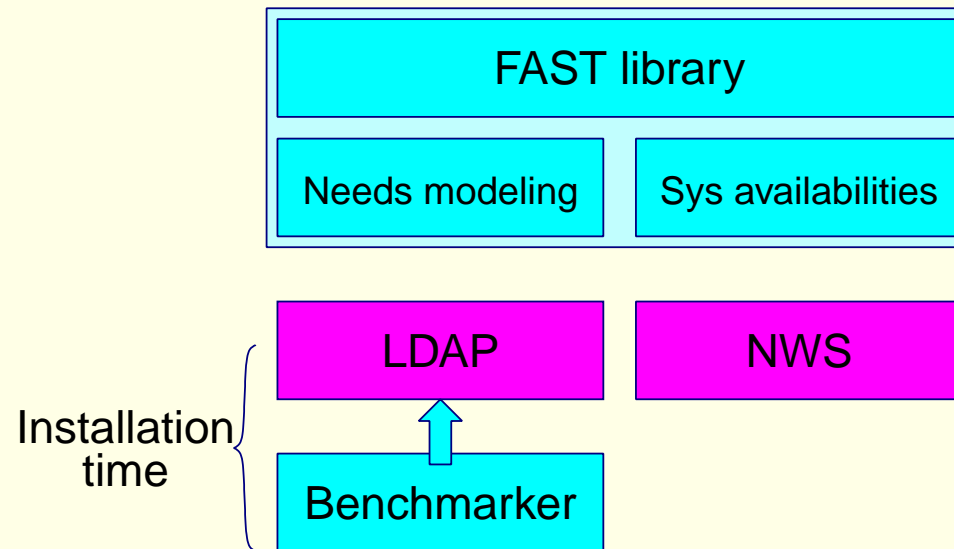 FAST library
Needs modeling
Sys availabilities
LDAP
NWS
Installation
time
Benchmarker